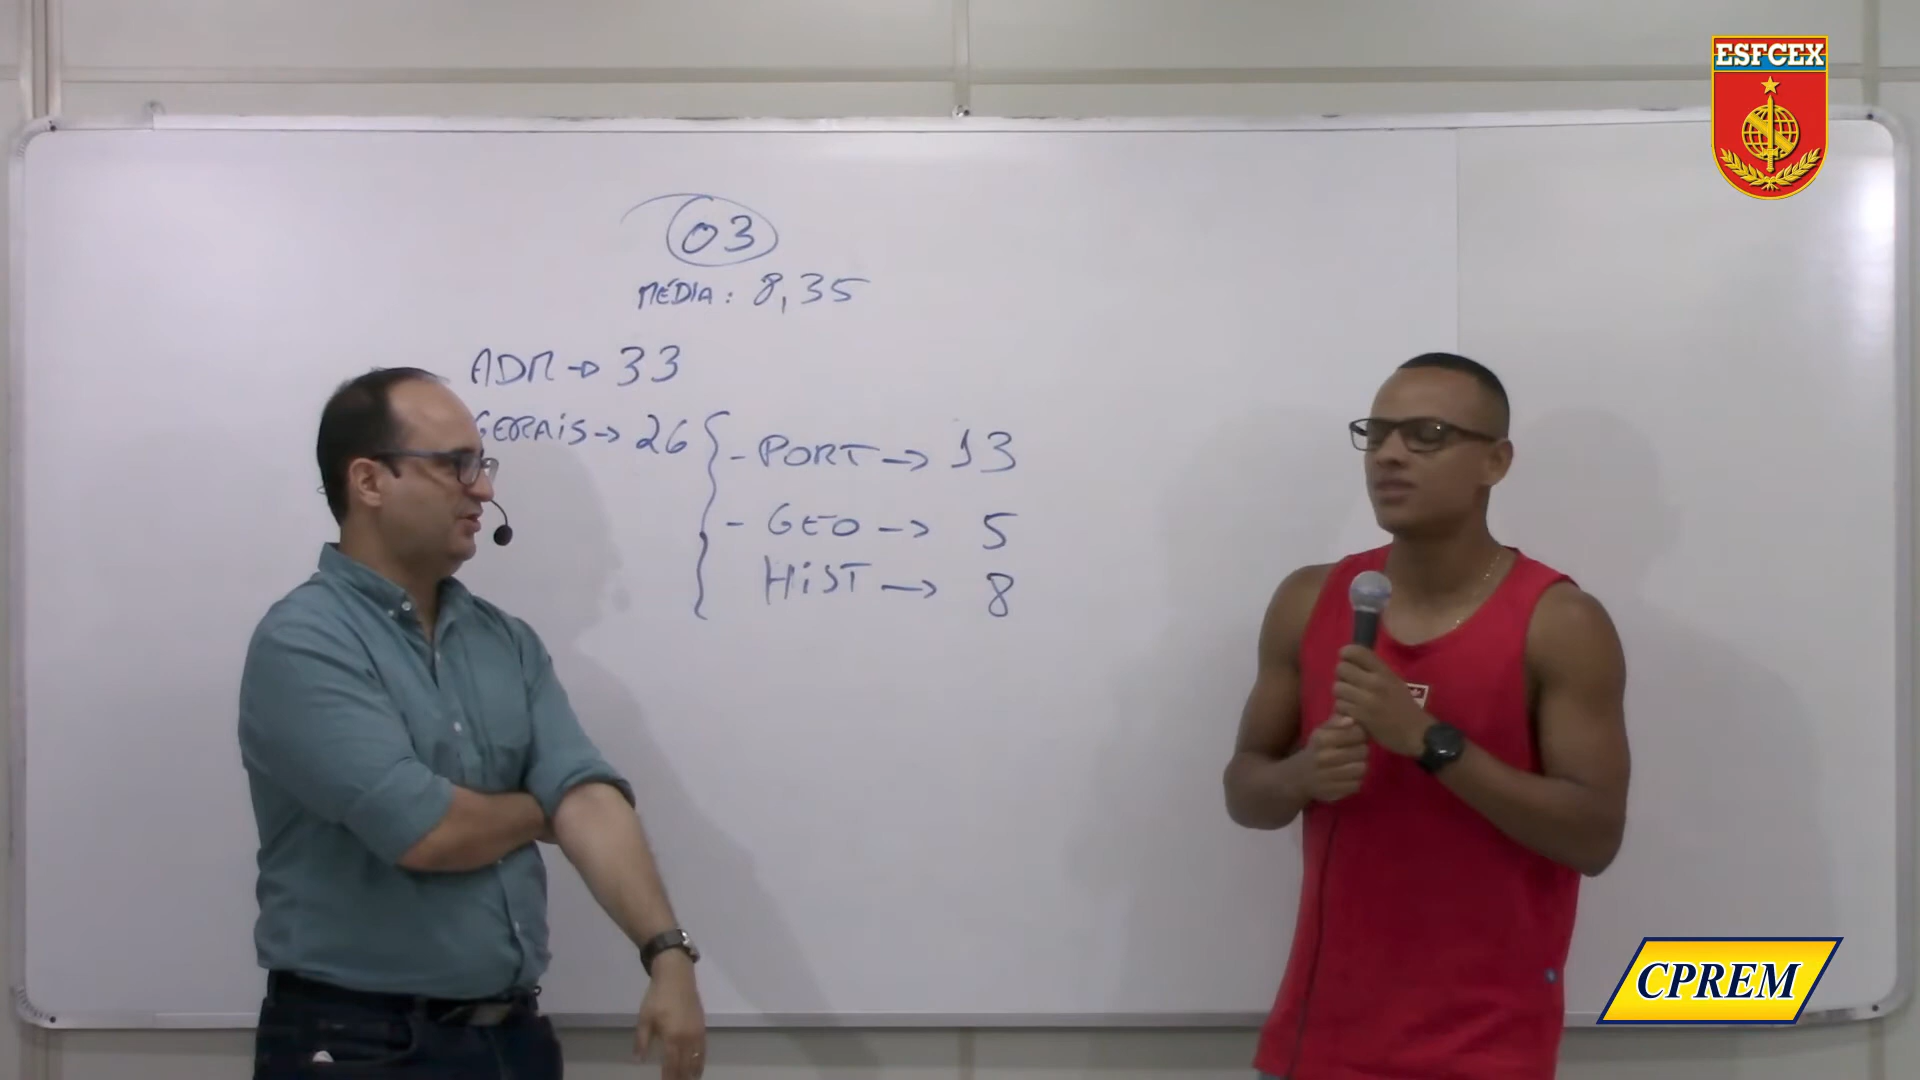 ESFCEX
03
MÉDIA: 8,35
ADM → 33
GERAIS → 26 { - PORT → 13
- GEO → 5
HIST → 8
CPREM